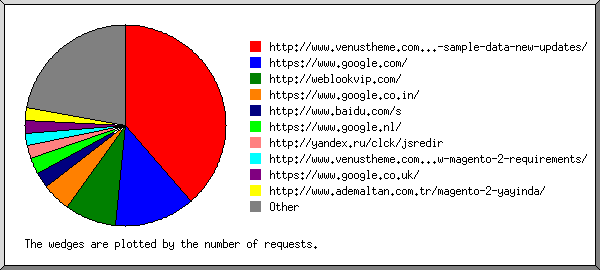 http://www.venustheme.com...-sample-data-new-updates/
https://www.google.com/
http://weblookvip.com/
https://www.google.co.in/
http://www.baidu.com/s
https://www.google.nl/
http://yandex.ru/clck/jsredir
http://www.venustheme.com...w-magento-2-requirements/
https://www.google.co.uk/
http://www.ademaltan.com.tr/magento-2-yayinda/
Other
The wedges are plotted by the number of requests.